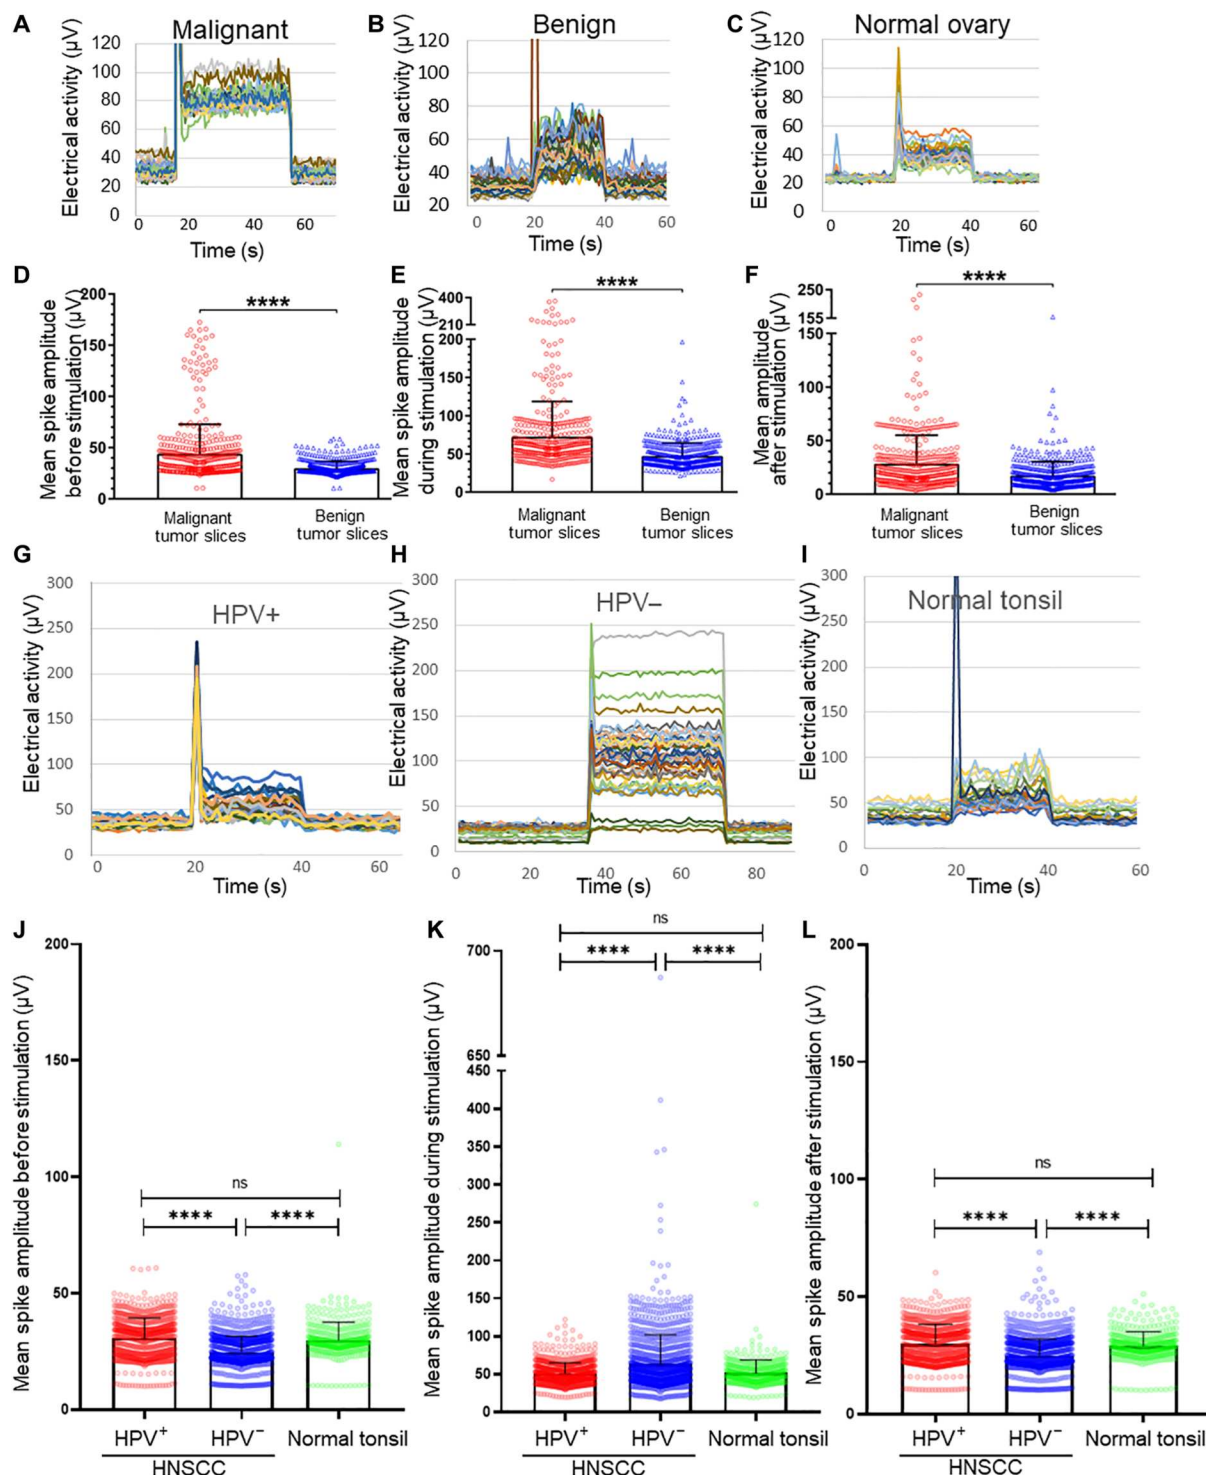 A
Malignant
Electrical activity (µV)
120
100
80
60
40
20
0
0 20 40 60
Time (s)
B
Benign
Electrical activity (µV)
120
100
80
60
40
20
0 20 40 60
Time (s)
C
Normal ovary
Electrical activity (µV)
120
100
80
60
40
20
0
0 20 40 60
Time (s)
D
Mean spike amplitude
before stimulation (µV)
200
150
100
50
0
****
Malignant
tumor slices
Benign
tumor slices
E
Mean spike amplitude
during stimulation (µV)
400
210
200
150
100
50
0
****
Malignant
tumor slices
Benign
tumor slices
F
Mean amplitude
after stimulation (µV)
250
155
150
100
50
0
****
Malignant
tumor slices
Benign
tumor slices
G
HPV+
Electrical activity (µV)
300
250
200
150
100
50
0
0 20 40 60
Time (s)
H
HPV–
Electrical activity (µV)
300
250
200
150
100
50
0
0 20 40 60 80
Time (s)
I
Normal tonsil
Electrical activity (µV)
300
250
200
150
100
50
0
0 20 40 60
Time (s)
J
Mean spike amplitude before stimulation (µV)
200
150
100
50
0
ns
**** ****
HPV+ HPV– Normal tonsil
HNSCC
K
Mean spike amplitude during stimulation (µV)
700
650
450
400
350
300
250
200
150
100
50
0
ns
**** ****
HPV+ HPV– Normal tonsil
HNSCC
L
Mean spike amplitude after stimulation (µV)
200
150
100
50
0
ns
**** ****
HPV+ HPV– Normal tonsil
HNSCC